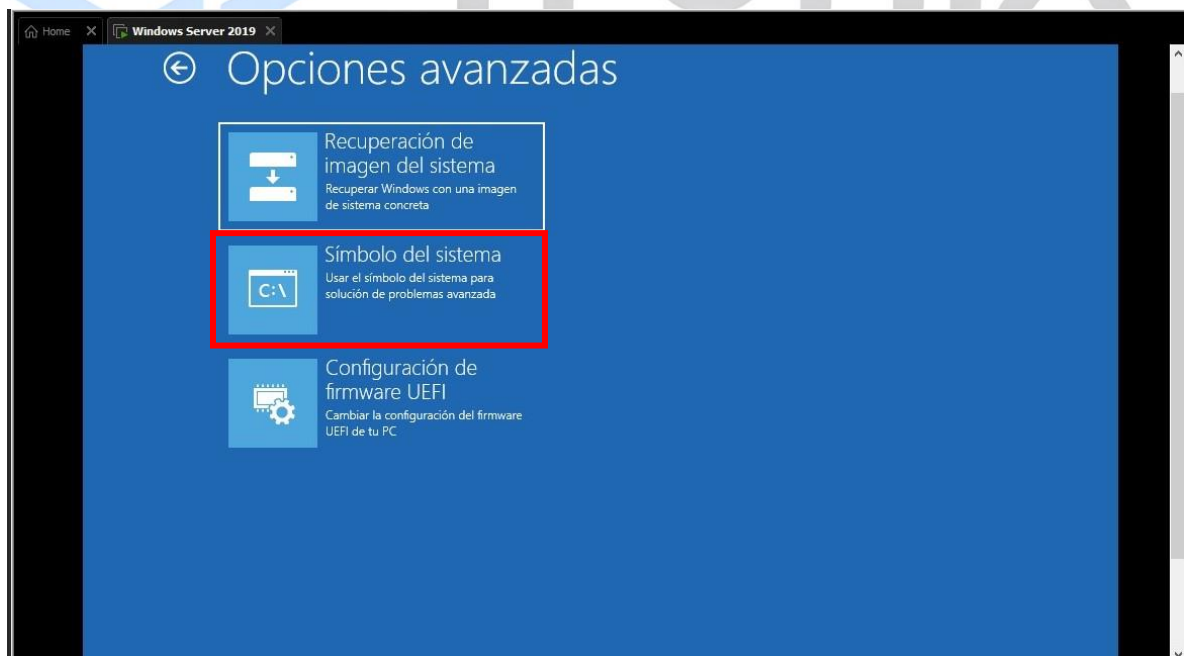 Home
Windows Server 2019
Opciones avanzadas
Recuperación de
imagen del sistema
Recuperar Windows con una imagen
de sistema concreta
Símbolo del sistema
Usar el símbolo del sistema para
solución de problemas avanzada
C:\
Configuración de
firmware UEFI
Cambiar la configuración del firmware
UEFI de tu PC